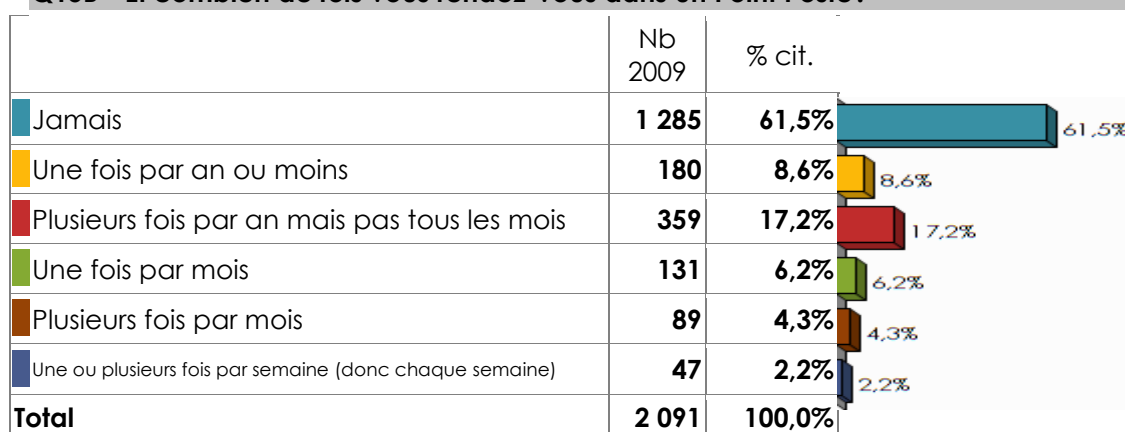 Nb
2009
% cit.
Jamais 1 285 61,5% 61,5%
Une fois par an ou moins 180 8,6% 8,6%
Plusieurs fois par an mais pas tous les mois 359 17,2% 17,2%
Une fois par mois 131 6,2% 6,2%
Plusieurs fois par mois 89 4,3% 4,3%
Une ou plusieurs fois par semaine (donc chaque semaine) 47 2,2% 2,2%
Total 2 091 100,0%